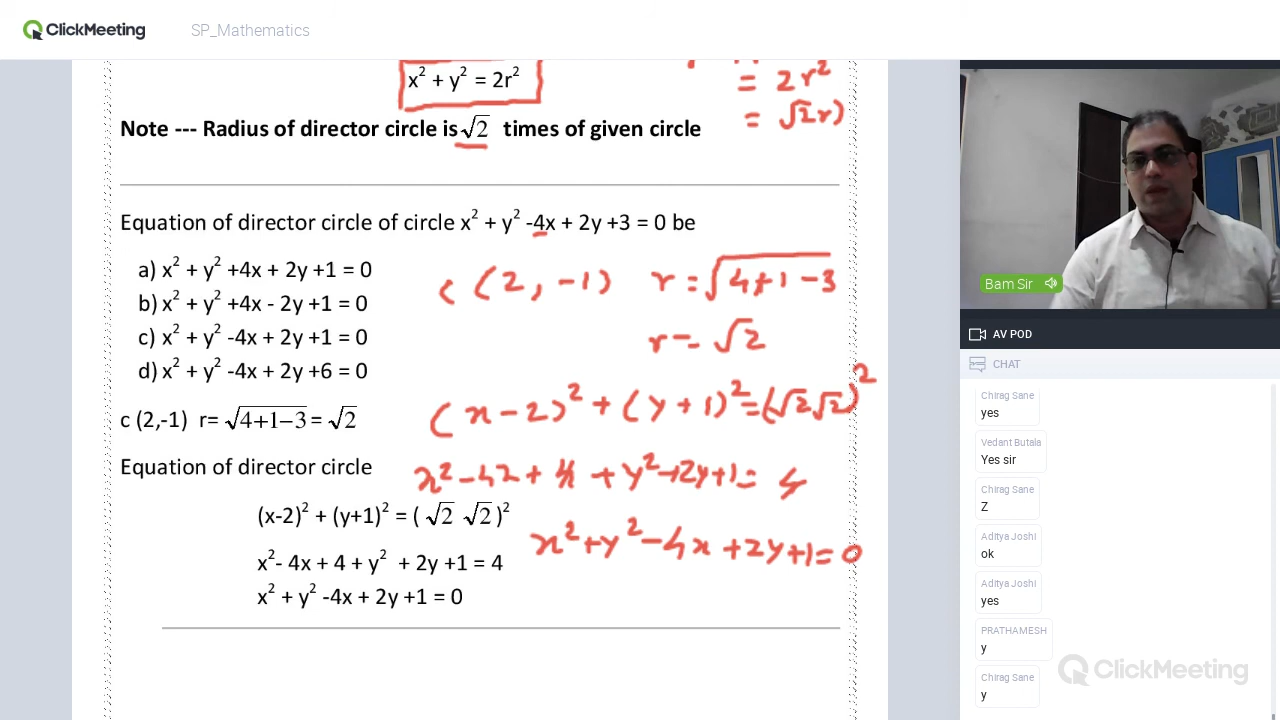 ClickMeeting SP_Mathematics
x² + y² = 2r²
= 2r²
= √2r)
Note --- Radius of director circle is √2 times of given circle
Equation of director circle of circle x² + y² -4x + 2y +3 = 0 be
a) x² + y² +4x + 2y +1 = 0
b) x² + y² +4x - 2y +1 = 0
c) x² + y² -4x + 2y +1 = 0
d) x² + y² -4x + 2y +6 = 0
c (2, -1) r = √4+1-3
r = √2
(x-2)² + (y+1)² = (√2√2)²
x² -4x + 4 + y² +2y+1 = 4
x²+y²-4x+2y+1=0
c (2,-1) r= √4+1-3 = √2
Equation of director circle
(x-2)² + (y+1)² = ( √2 √2 )²
x²- 4x + 4 + y² + 2y +1 = 4
x² + y² -4x + 2y +1 = 0
Bam Sir
AV POD
CHAT
Chirag Sane
yes
Vedant Butala
Yes sir
Chirag Sane
Z
Aditya Joshi
ok
Aditya Joshi
yes
PRATHAMESH
y
Chirag Sane
y
ClickMeeting